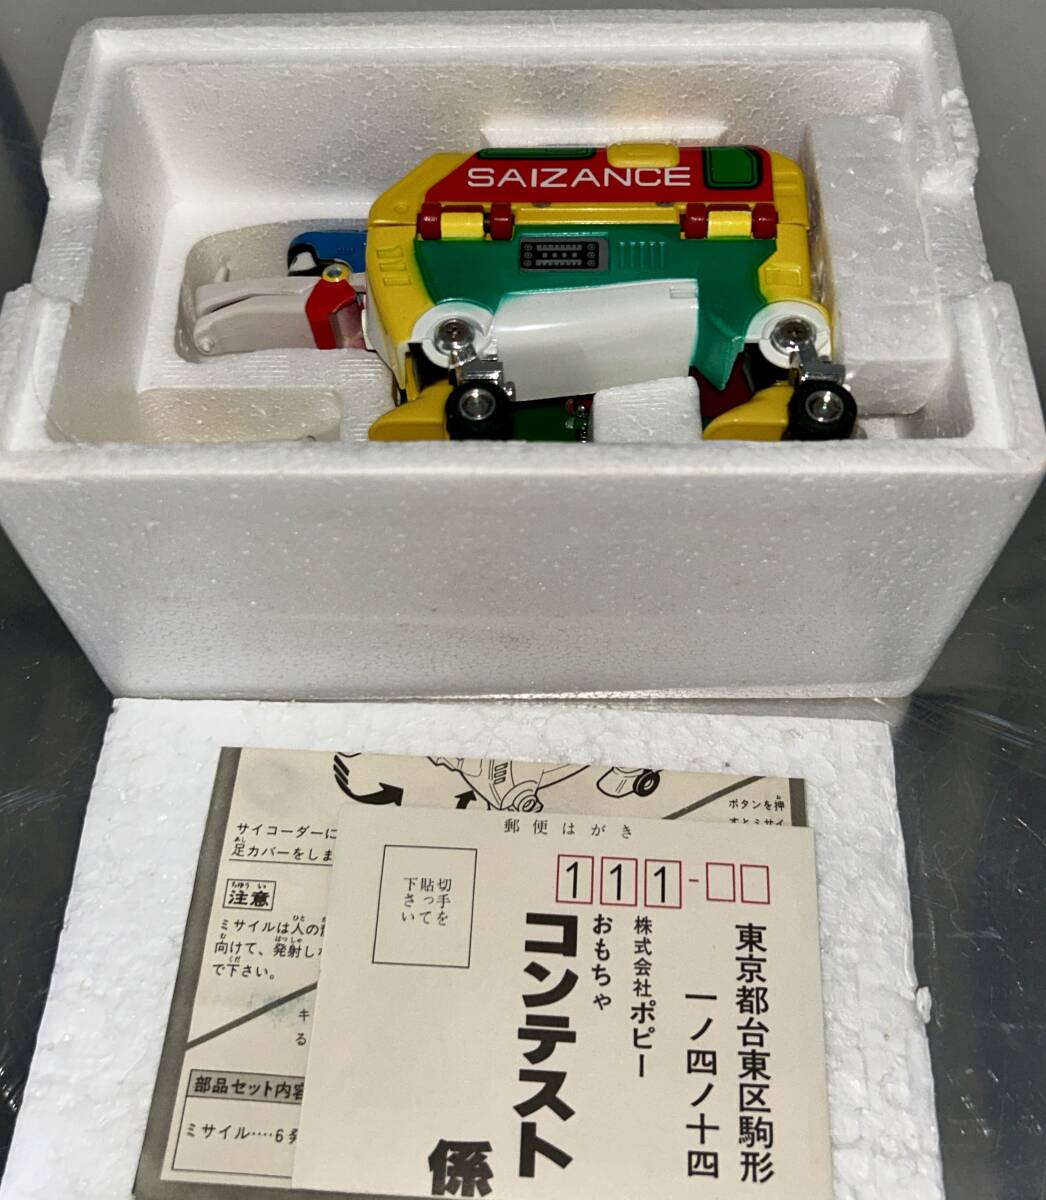 SAIZANCE
ボタンを押
サイコーダーに
足カバーをしま
注意
ミサイルは人の
向けて、発射し
で下さい。
キ
る
部品セット内容
ミサイル‥‥6発
郵便はがき
切手を
貼って
下さい
111-
東京都台東区駒形
一ノ四ノ十四
株式会社ポピー
おもちゃ
コンテスト
係